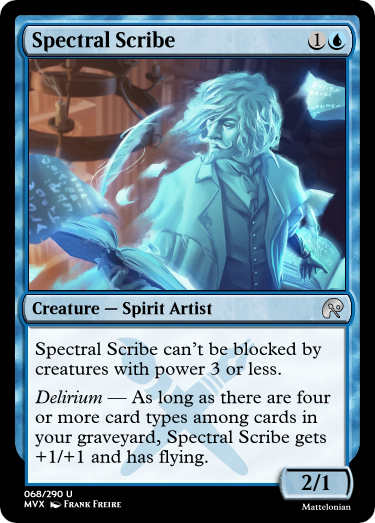 Spectral Scribe 1
Creature — Spirit Artist
Spectral Scribe can't be blocked by
creatures with power 3 or less.
Delirium — As long as there are four
or more card types among cards in
your graveyard, Spectral Scribe gets
+1/+1 and has flying.
2/1
068/290 U
MVX Frank Freire
Mattelonian